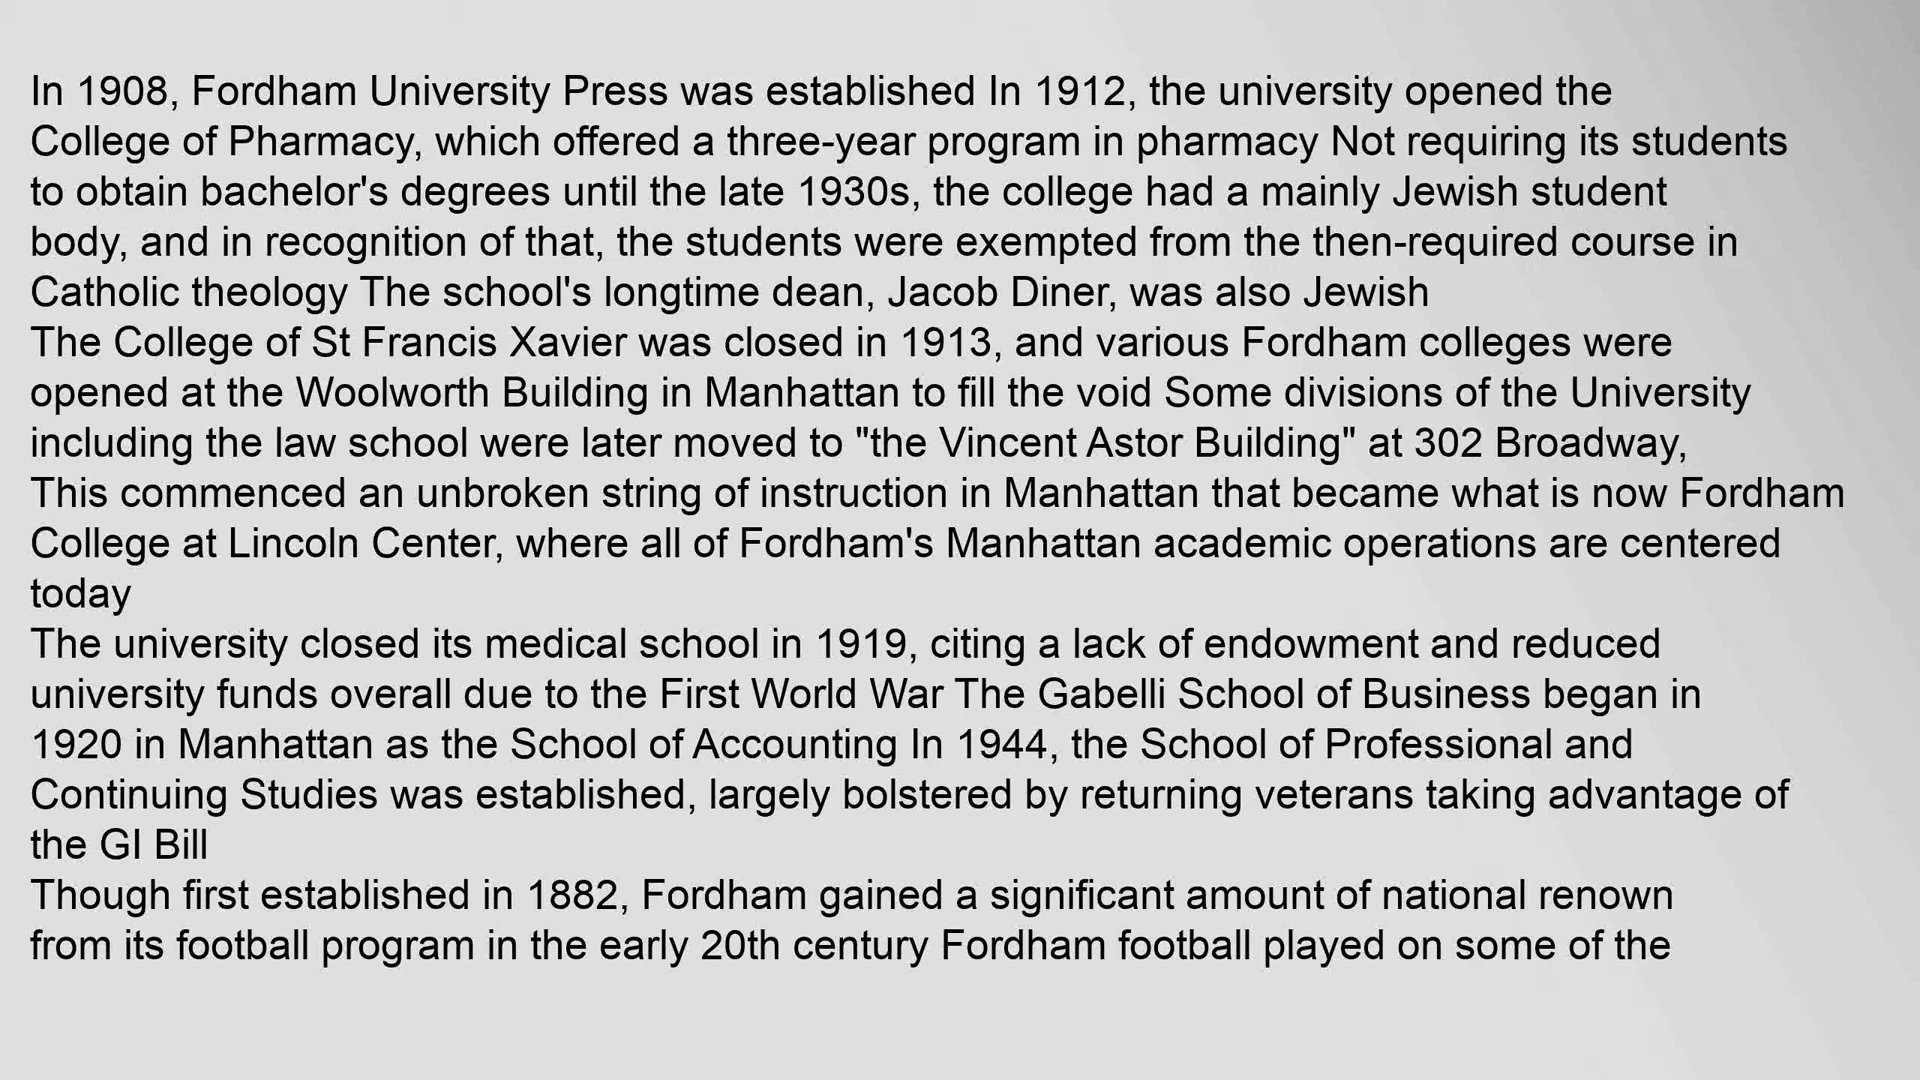 In 1908, Fordham University Press was established In 1912, the university opened the
College of Pharmacy, which offered a three-year program in pharmacy Not requiring its students
to obtain bachelor's degrees until the late 1930s, the college had a mainly Jewish student
body, and in recognition of that, the students were exempted from the then-required course in
Catholic theology The school's longtime dean, Jacob Diner, was also Jewish
The College of St Francis Xavier was closed in 1913, and various Fordham colleges were
opened at the Woolworth Building in Manhattan to fill the void Some divisions of the University
including the law school were later moved to "the Vincent Astor Building" at 302 Broadway,
This commenced an unbroken string of instruction in Manhattan that became what is now Fordham
College at Lincoln Center, where all of Fordham's Manhattan academic operations are centered
today
The university closed its medical school in 1919, citing a lack of endowment and reduced
university funds overall due to the First World War The Gabelli School of Business began in
1920 in Manhattan as the School of Accounting In 1944, the School of Professional and
Continuing Studies was established, largely bolstered by returning veterans taking advantage of
the GI Bill
Though first established in 1882, Fordham gained a significant amount of national renown
from its football program in the early 20th century Fordham football played on some of the